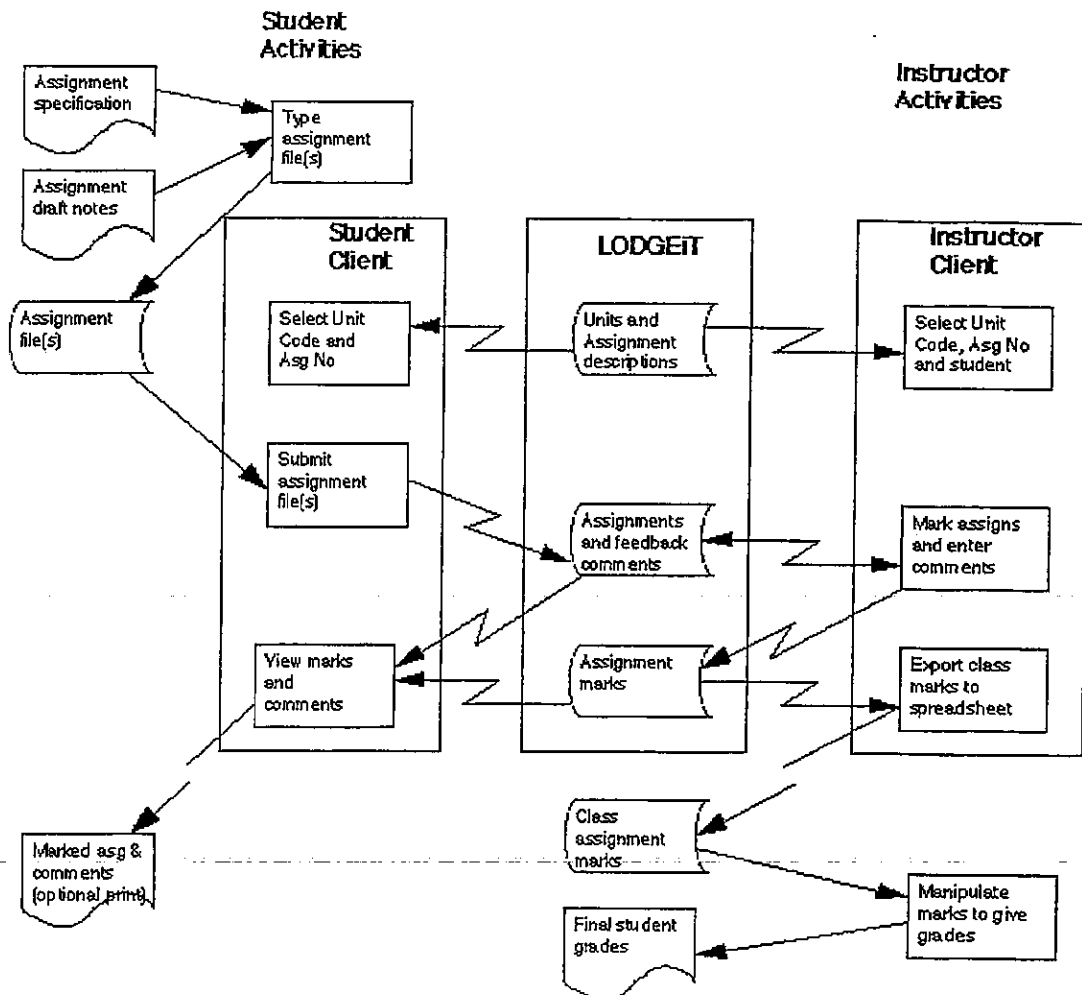 Student
Activities
Instructor
Activities
Assignment
specification
Type
assignment
file(s)
Assignment
draft notes
Student
Client
LODGEiT
Instructor
Client
Assignment
file(s)
Select Unit
Code and
Asg No
Units and
Assignment
descriptions
Select Unit
Code, Asg No
and student
Submit
assignment
file(s)
Assignments
and feedback
comments
Mark assigns
and enter
comments
View marks
and
comments
Assignment
marks
Export class
marks to
spreadsheet
Class
assignment
marks
Marked asg &
comments
(optional print)
Manipulate
marks to give
grades
Final student
grades